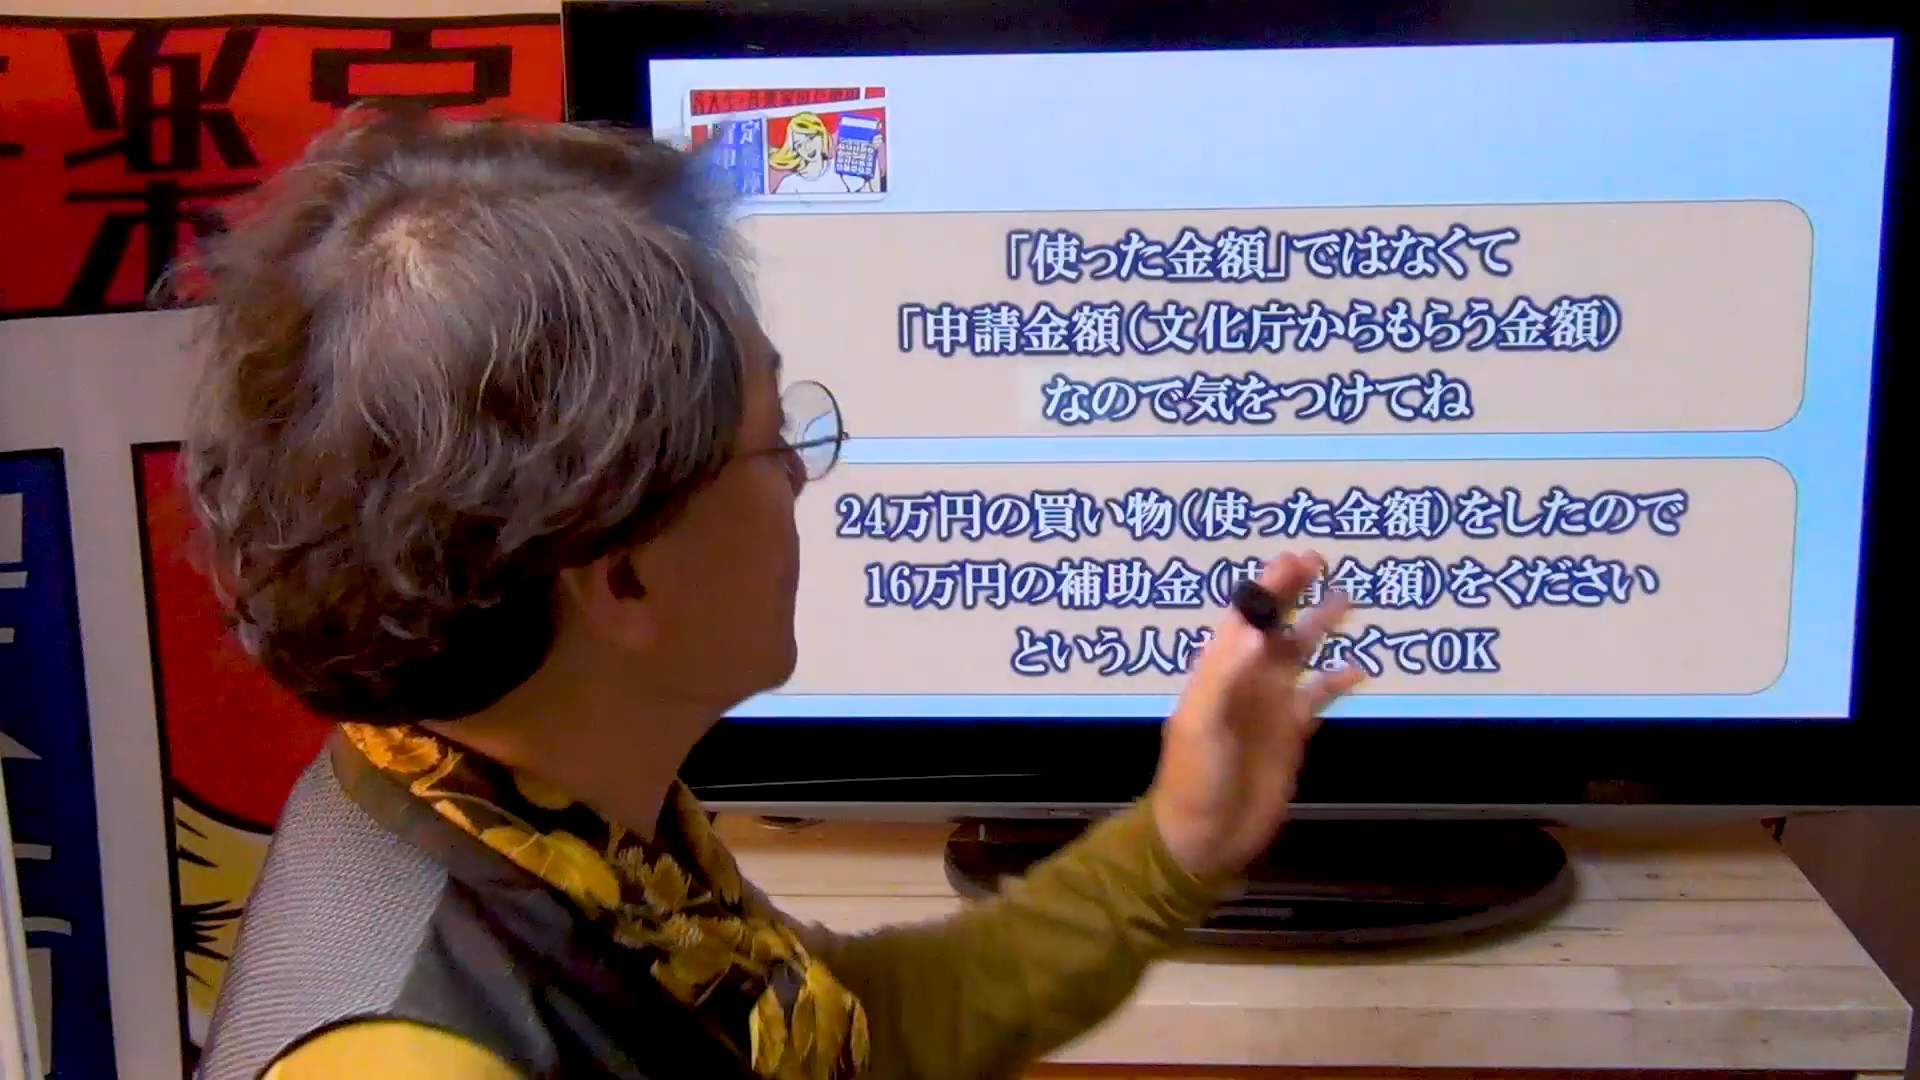 「使った金額」ではなくて
「申請金額（文化庁からもらう金額）
なので気をつけてね
24万円の買い物（使った金額）をしたので
16万円の補助金（ 金額）をください
という人は なくてOK